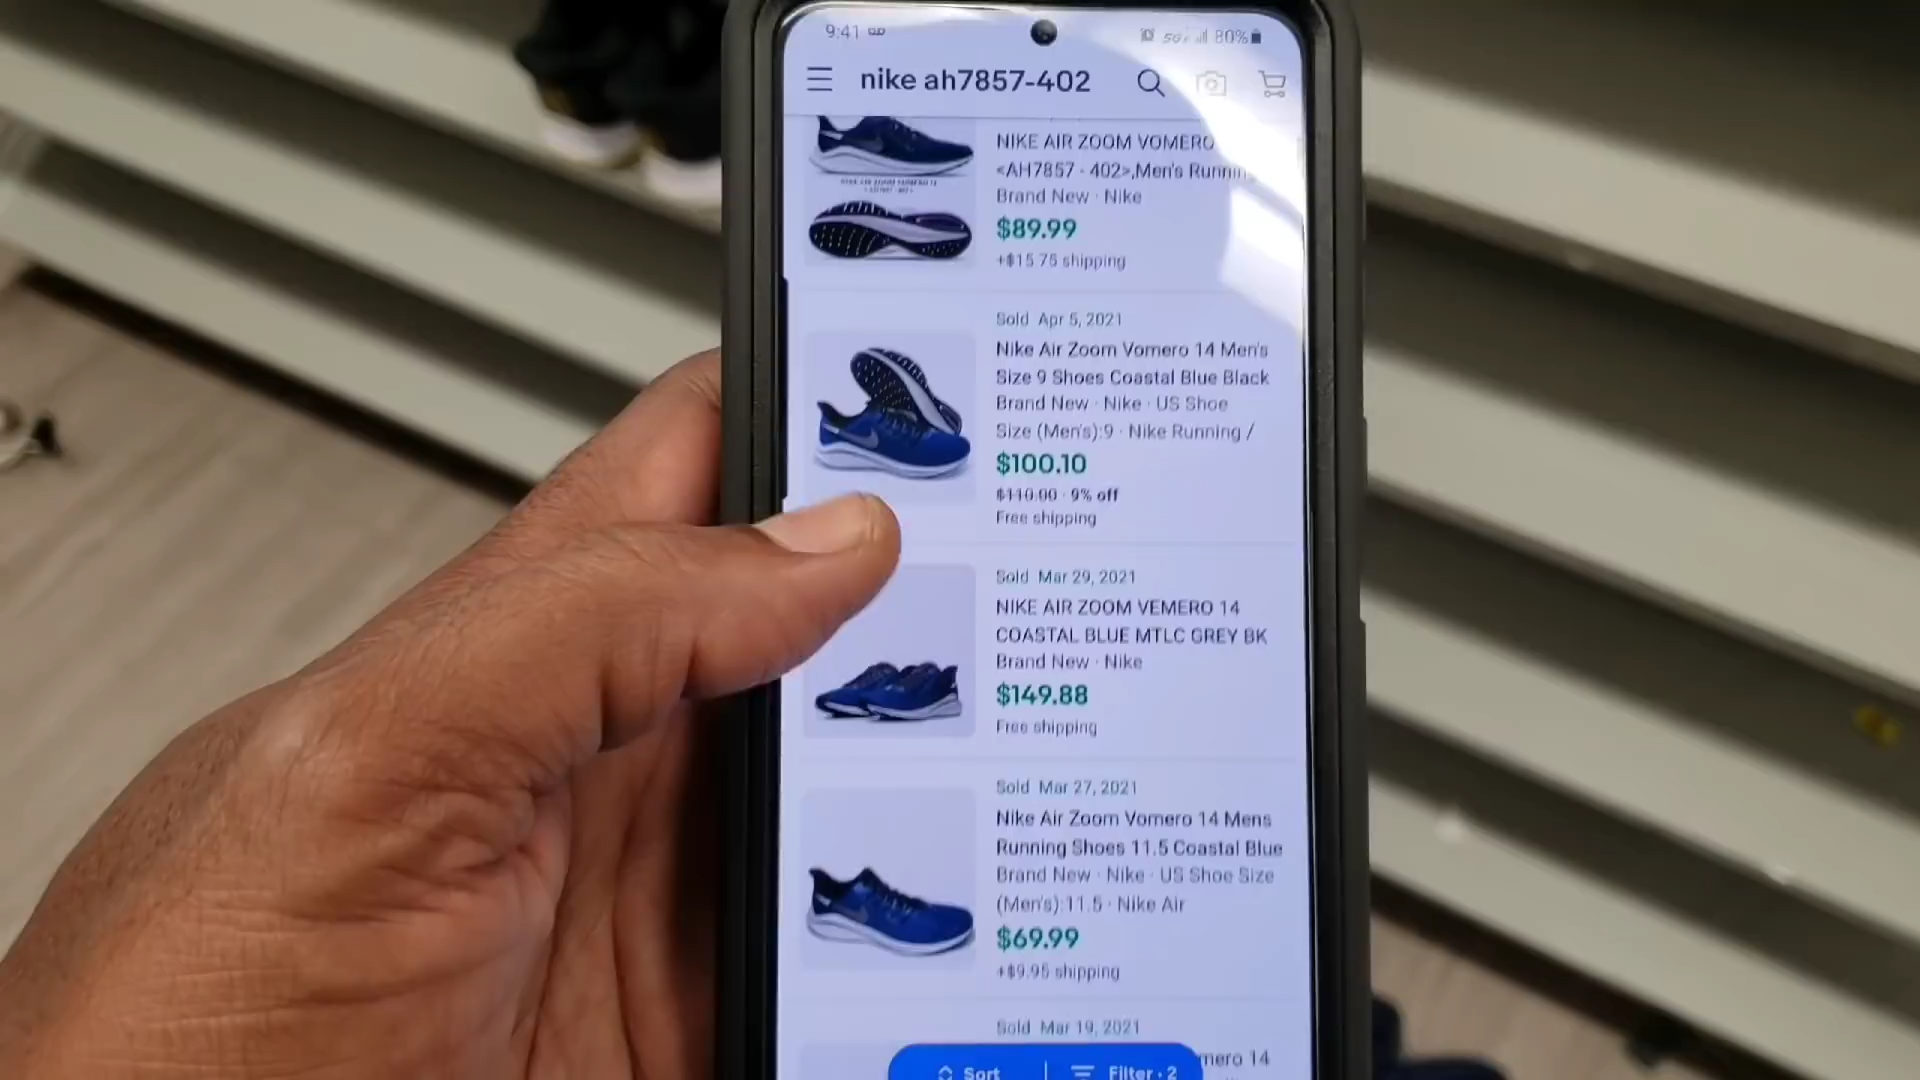 9:41
5G 80%
nike ah7857-402
NIKE AIR ZOOM VOMERO
<AH7857 - 402>,Men's Runnin
Brand New · Nike
$89.99
+$15.75 shipping
Sold Apr 5, 2021
Nike Air Zoom Vomero 14 Men's
Size 9 Shoes Coastal Blue Black
Brand New · Nike · US Shoe
Size (Men's):9 · Nike Running /
$100.10
$110.00 · 9% off
Free shipping
Sold Mar 29, 2021
NIKE AIR ZOOM VEMERO 14
COASTAL BLUE MTLC GREY BK
Brand New · Nike
$149.88
Free shipping
Sold Mar 27, 2021
Nike Air Zoom Vomero 14 Mens
Running Shoes 11.5 Coastal Blue
Brand New · Nike · US Shoe Size
(Men's):11.5 · Nike Air
$69.99
+$9.95 shipping
Sold Mar 19, 2021
mero 14
Sort
Filter · 2